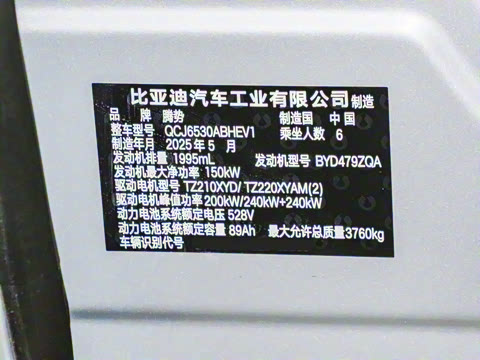 比亚迪汽车工业有限公司 制造
品 牌 腾势 制造国 中 国
整车型号 QCJ6530ABHEV1 乘坐人数 6
制造年月 2025年5 月
发动机排量 1995mL 发动机型号 BYD479ZQA
发动机最大净功率 150kW
驱动电机型号 TZ210XYD/TZ220XYAM(2)
驱动电机峰值功率 200kW/240kW+240kW
动力电池系统额定电压 528V
动力电池系统额定容量 89Ah 最大允许总质量3760kg
车辆识别代号